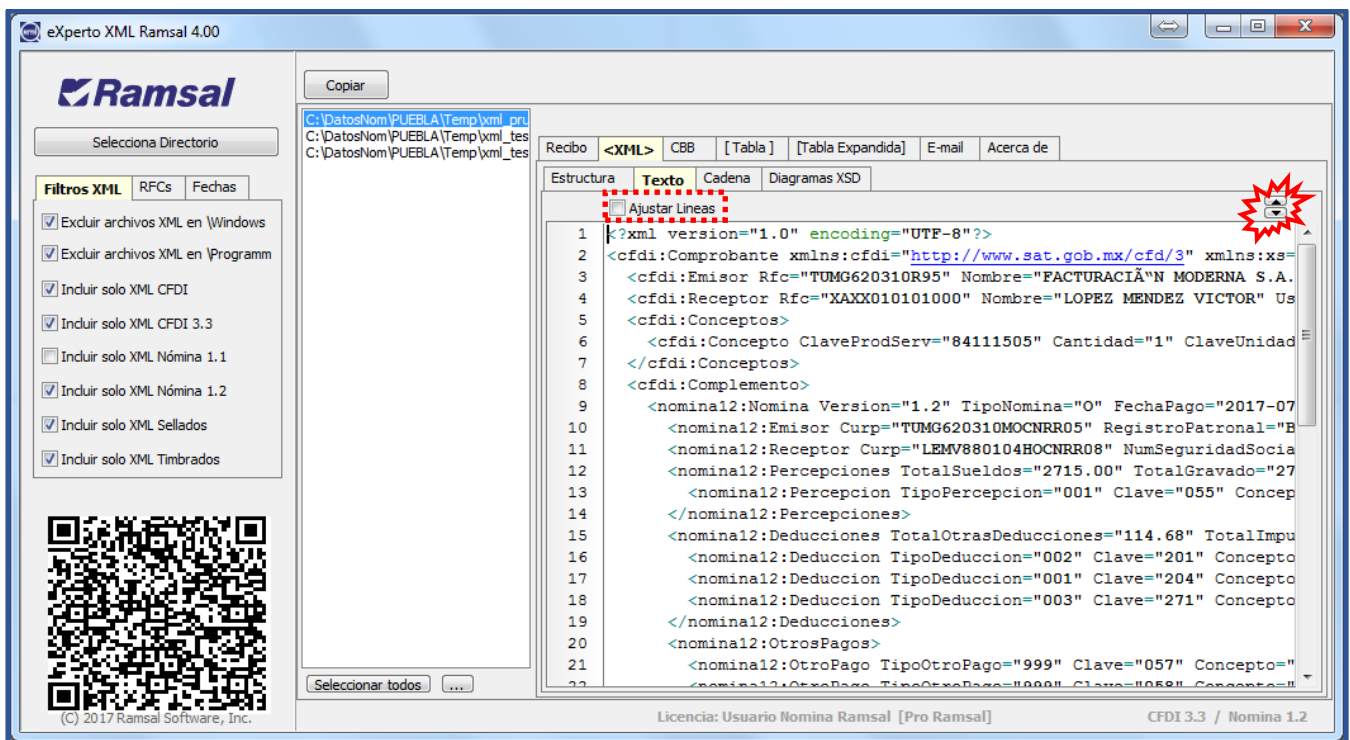 eXperto XML Ramsal 4.00
Ramsal
Selecciona Directorio
Filtros XML RFCs Fechas
Excluir archivos XML en \Windows
Excluir archivos XML en \Programm
Incluir solo XML CFDI
Incluir solo XML CFDI 3.3
Incluir solo XML Nómina 1.1
Incluir solo XML Nómina 1.2
Incluir solo XML Sellados
Incluir solo XML Timbrados
(C) 2017 Ramsal Software, Inc.
Copiar
C:\DatosNom\PUEBLA\Temp\xml_pru
C:\DatosNom\PUEBLA\Temp\xml_tes
C:\DatosNom\PUEBLA\Temp\xml_tes
Seleccionar todos ...
Recibo <XML> CBB [ Tabla ] [Tabla Expandida] E-mail Acerca de
Estructura Texto Cadena Diagramas XSD
Ajustar Lineas
1 <?xml version="1.0" encoding="UTF-8"?>
2 <cfdi:Comprobante xmlns:cfdi="http://www.sat.gob.mx/cfd/3" xmlns:xs=
3 <cfdi:Emisor Rfc="TUMG620310R95" Nombre="FACTURACIÃ“N MODERNA S.A.
4 <cfdi:Receptor Rfc="XAXX010101000" Nombre="LOPEZ MENDEZ VICTOR" Us
5 <cfdi:Conceptos>
6 <cfdi:Concepto ClaveProdServ="84111505" Cantidad="1" ClaveUnidad
7 </cfdi:Conceptos>
8 <cfdi:Complemento>
9 <nomina12:Nomina Version="1.2" TipoNomina="O" FechaPago="2017-07
10 <nomina12:Emisor Curp="TUMG620310MOCNRR05" RegistroPatronal="B
11 <nomina12:Receptor Curp="LEMV880104HOCNRR08" NumSeguridadSocia
12 <nomina12:Percepciones TotalSueldos="2715.00" TotalGravado="27
13 <nomina12:Percepcion TipoPercepcion="001" Clave="055" Concep
14 </nomina12:Percepciones>
15 <nomina12:Deducciones TotalOtrasDeducciones="114.68" TotalImpu
16 <nomina12:Deduccion TipoDeduccion="002" Clave="201" Concepto
17 <nomina12:Deduccion TipoDeduccion="001" Clave="204" Concepto
18 <nomina12:Deduccion TipoDeduccion="003" Clave="271" Concepto
19 </nomina12:Deducciones>
20 <nomina12:OtrosPagos>
21 <nomina12:OtroPago TipoOtroPago="999" Clave="057" Concepto="
22 <nomina12:OtroPago TipoOtroPago="999" Clave="058" Concepto="
Licencia: Usuario Nomina Ramsal [Pro Ramsal]
CFDI 3.3 / Nomina 1.2